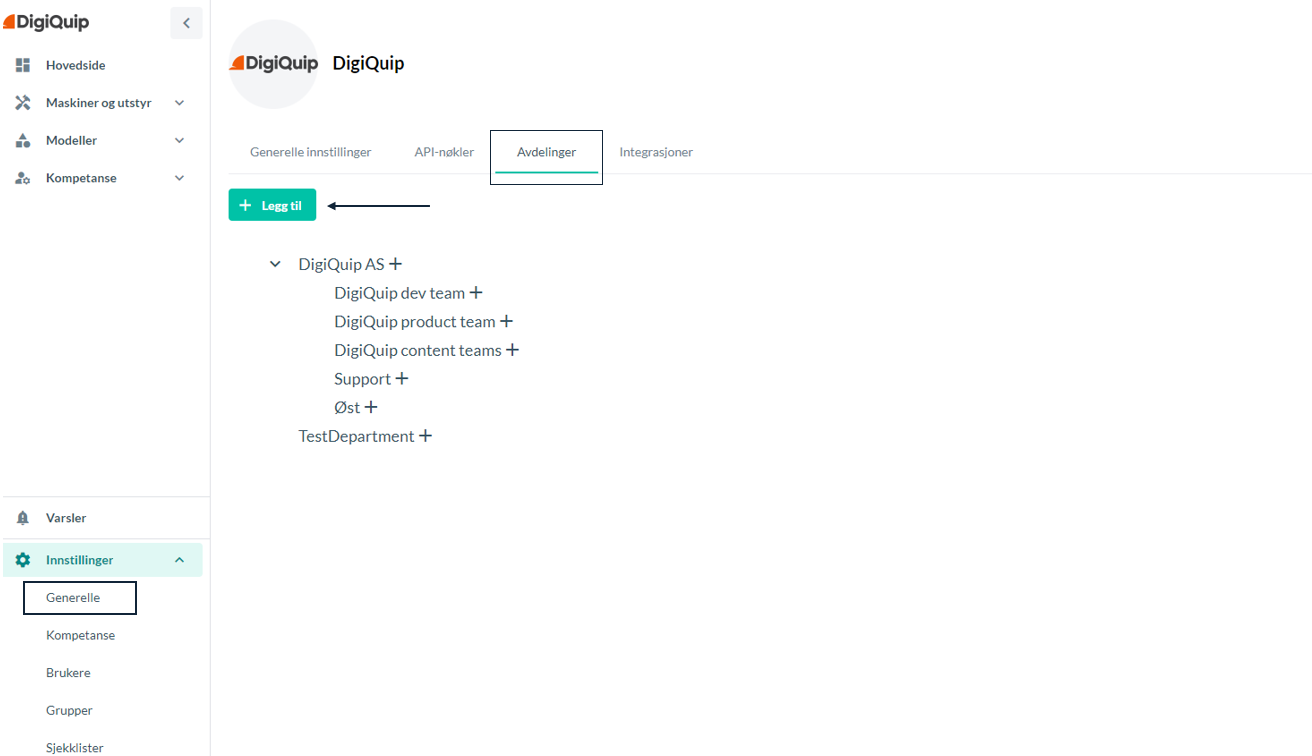 DigiQuip
Hovedside
Maskiner og utstyr
Modeller
Kompetanse
Varsler
Innstillinger
Generelle
Kompetanse
Brukere
Grupper
Sjekklister
DigiQuip DigiQuip
Generelle innstillinger API-nøkler Avdelinger Integrasjoner
+ Legg til
DigiQuip AS +
DigiQuip dev team +
DigiQuip product team +
DigiQuip content teams +
Support +
Øst +
TestDepartment +